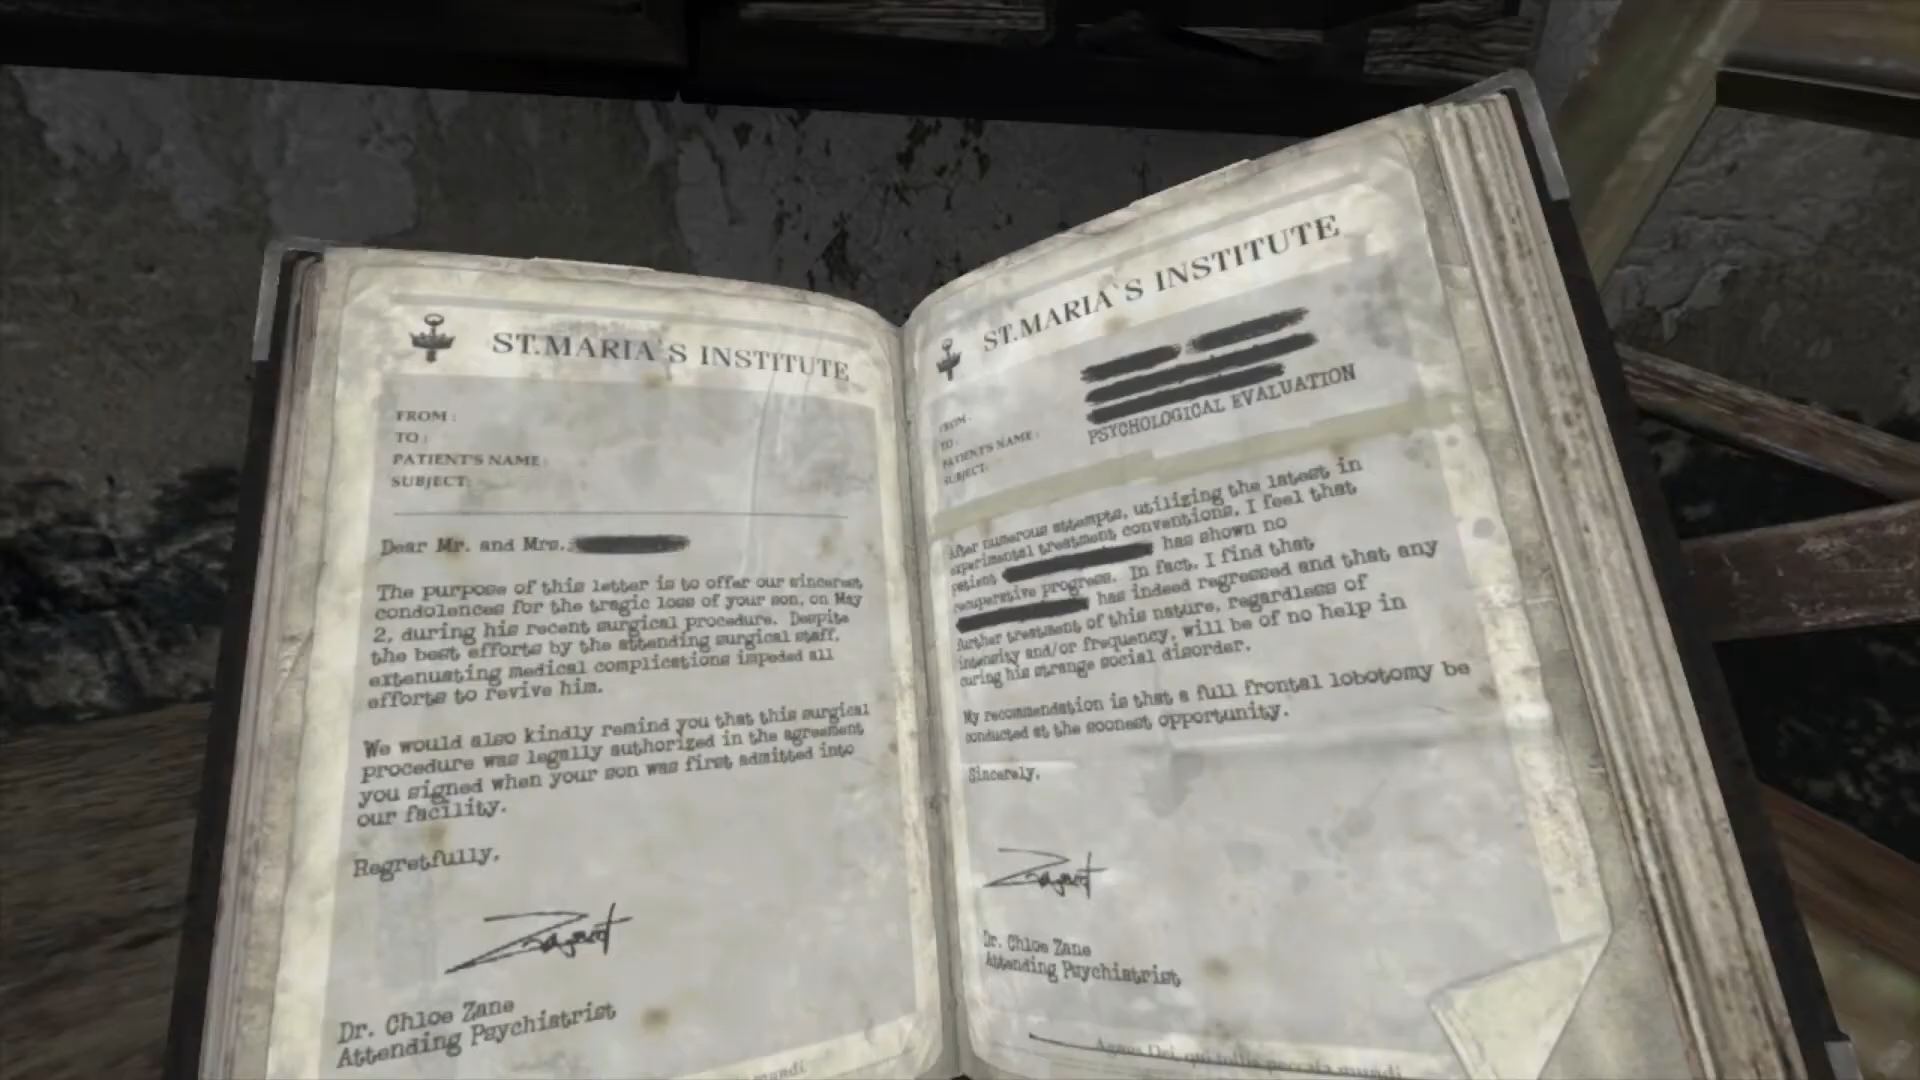 ST.MARIA'S INSTITUTE
FROM :
TO :
PATIENT'S NAME:
SUBJECT:
Dear Mr. and Mrs.
The purpose of this letter is to offer our sincerest
condolences for the tragic loss of your son, on May
2, during his recent surgical procedure. Despite
the best efforts by the attending surgical staff,
extenuating medical complications impeded all
efforts to revive him.
We would also kindly remind you that this surgical
procedure was legally authorized in the agreement
you signed when your son was first admitted into
our facility.
Regretfully,
Dr. Chloe Zane
Attending Psychiatrist
mundi
ST.MARIA'S INSTITUTE
FROM :
TO :
PATIENT'S NAME :
SUBJECT:
PSYCHOLOGICAL EVALUATION
After numerous attempts, utilizing the latest in
experimental treatment conventions, I feel that
patient has shown no
recuperative progress. In fact, I find that
has indeed regressed and that any
further treatment of this nature, regardless of
intensity and/or frequency, will be of no help in
curing his strange social disorder.
My recommendation is that a full frontal lobotomy be
conducted at the soonest opportunity.
Sincerely,
Dr. Chloe Zane
Attending Psychiatrist
Agnus Dei, qui tollis peccata mundi